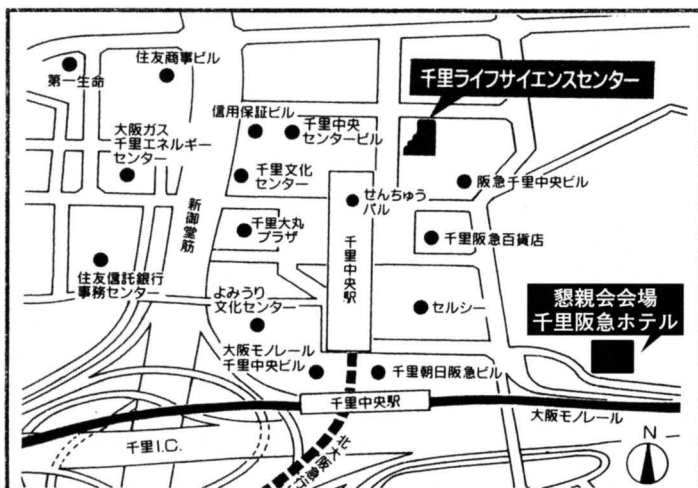 住友商事ビル
第一生命
千里ライフサイエンスセンター
信用保証ビル
千里中央
センタービル
大阪ガス
千里エネルギー
センター
千里文化
センター
阪急千里中央ビル
せんちゅう
パル
新御堂筋
千里大丸
プラザ
千里阪急百貨店
千里中央駅
住友信託銀行
事務センター
よみうり
文化センター
セルシー
懇親会会場
千里阪急ホテル
大阪モノレール
千里中央ビル
千里朝日阪急ビル
千里中央駅
大阪モノレール
千里I.C.
北大阪急行
N